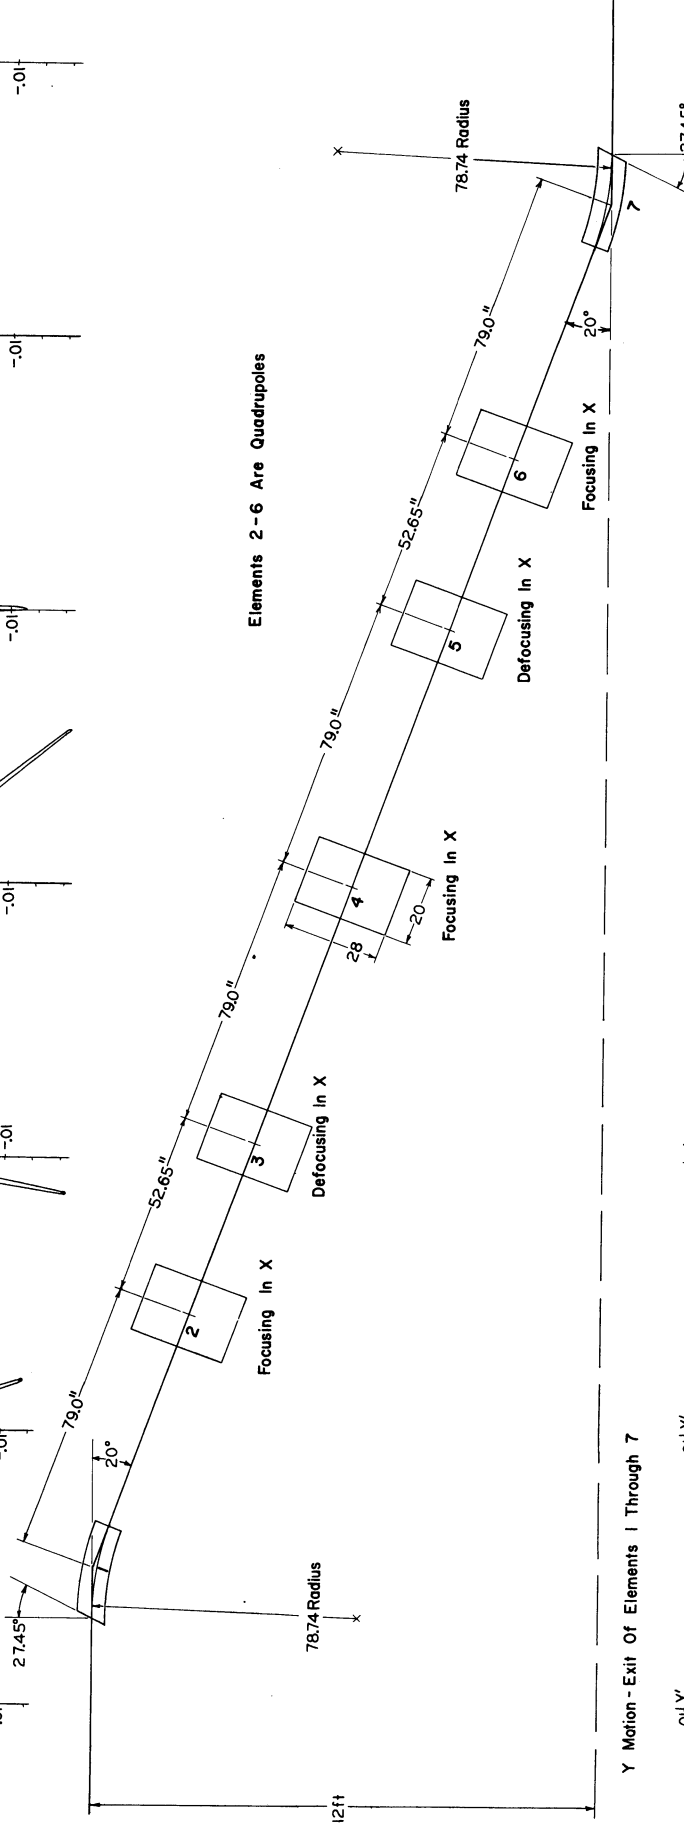 -.01
-.01
-.01
-.01
-.01
27.45°
79.0"
52.65"
79.0"
79.0"
52.65"
79.0"
20°
1
2
3
4
5
6
7
28
20
20°
Focusing In X
Defocusing In X
Focusing In X
Defocusing In X
Focusing In X
Elements 2-6 Are Quadrupoles
78.74 Radius
78.74 Radius
12ft
Y Motion - Exit Of Elements 1 Through 7